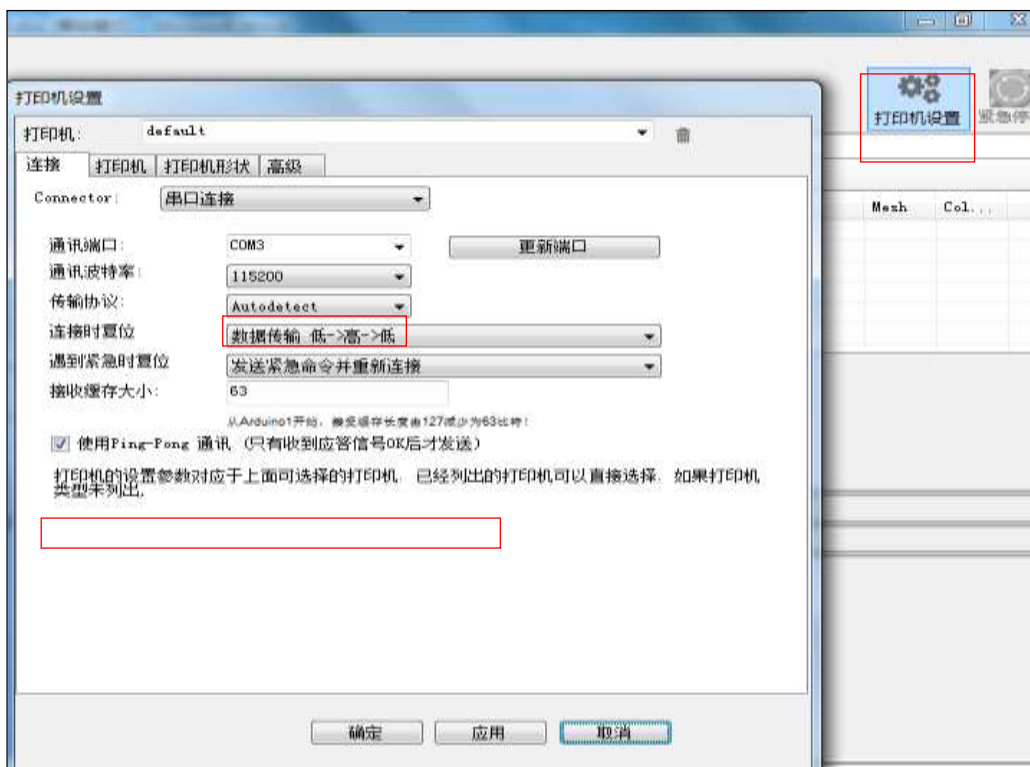 打印机设置
紧急停
打印机设置
打印机: default
连接 打印机 打印机形状 高级
Connector: 串口连接
Mesh Col...
通讯端口: COM3 更新端口
通讯波特率: 115200
传输协议: Autodetect
连接时复位 数据传输 低->高->低
遇到紧急时复位 发送紧急命令并重新连接
接收缓存大小: 63
从Arduino1开始，接受缓存长度由127减少为63比特！
使用Ping-Pong 通讯（只有收到应答信号OK后才发送）
打印机的设置参数对应于上面可选择的打印机. 已经列出的打印机可以直接选择. 如果打印机
类型未列出,
确定 应用 取消